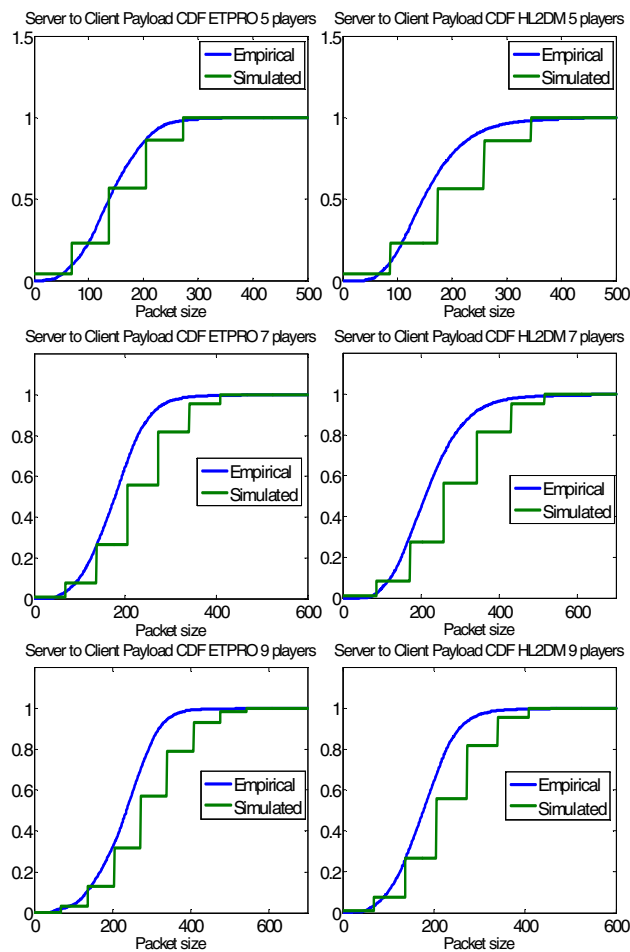 Server to Client Payload CDF ETPRO 5 players
1.5
1
0.5
0
0 100 200 300 400 500
Packet size
Empirical
Simulated
Server to Client Payload CDF HL2DM 5 players
1.5
1
0.5
0
0 100 200 300 400 500
Packet size
Empirical
Simulated
Server to Client Payload CDF ETPRO 7 players
1
0.8
0.6
0.4
0.2
0
0 200 400 600
Packet size
Empirical
Simulated
Server to Client Payload CDF HL2DM 7 players
1
0.8
0.6
0.4
0.2
0
0 200 400 600
Packet size
Empirical
Simulated
Server to Client Payload CDF ETPRO 9 players
1
0.8
0.6
0.4
0.2
0
0 200 400 600
Packet size
Empirical
Simulated
Server to Client Payload CDF HL2DM 9 players
1
0.8
0.6
0.4
0.2
0
0 200 400 600
Packet size
Empirical
Simulated